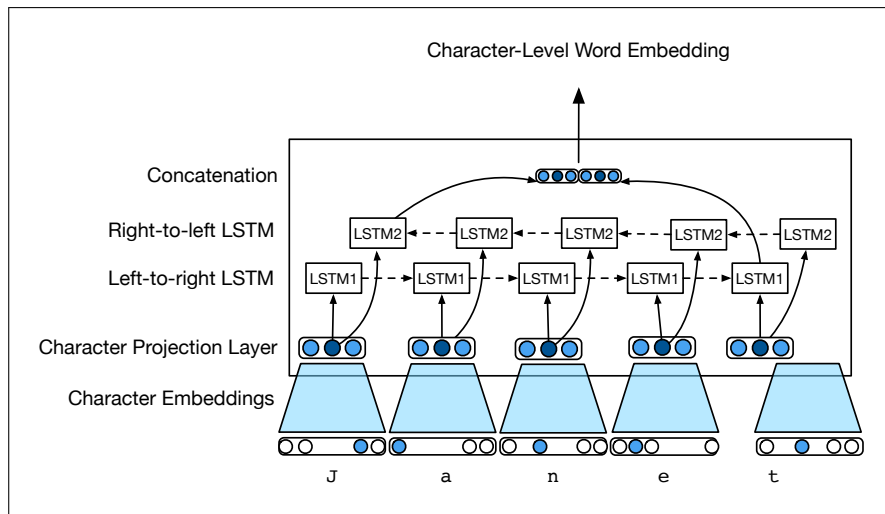 Character-Level Word Embedding
Concatenation
Right-to-left LSTM
LSTM2 LSTM2 LSTM2 LSTM2 LSTM2
Left-to-right LSTM
LSTM1 LSTM1 LSTM1 LSTM1 LSTM1
Character Projection Layer
Character Embeddings
J a n e t